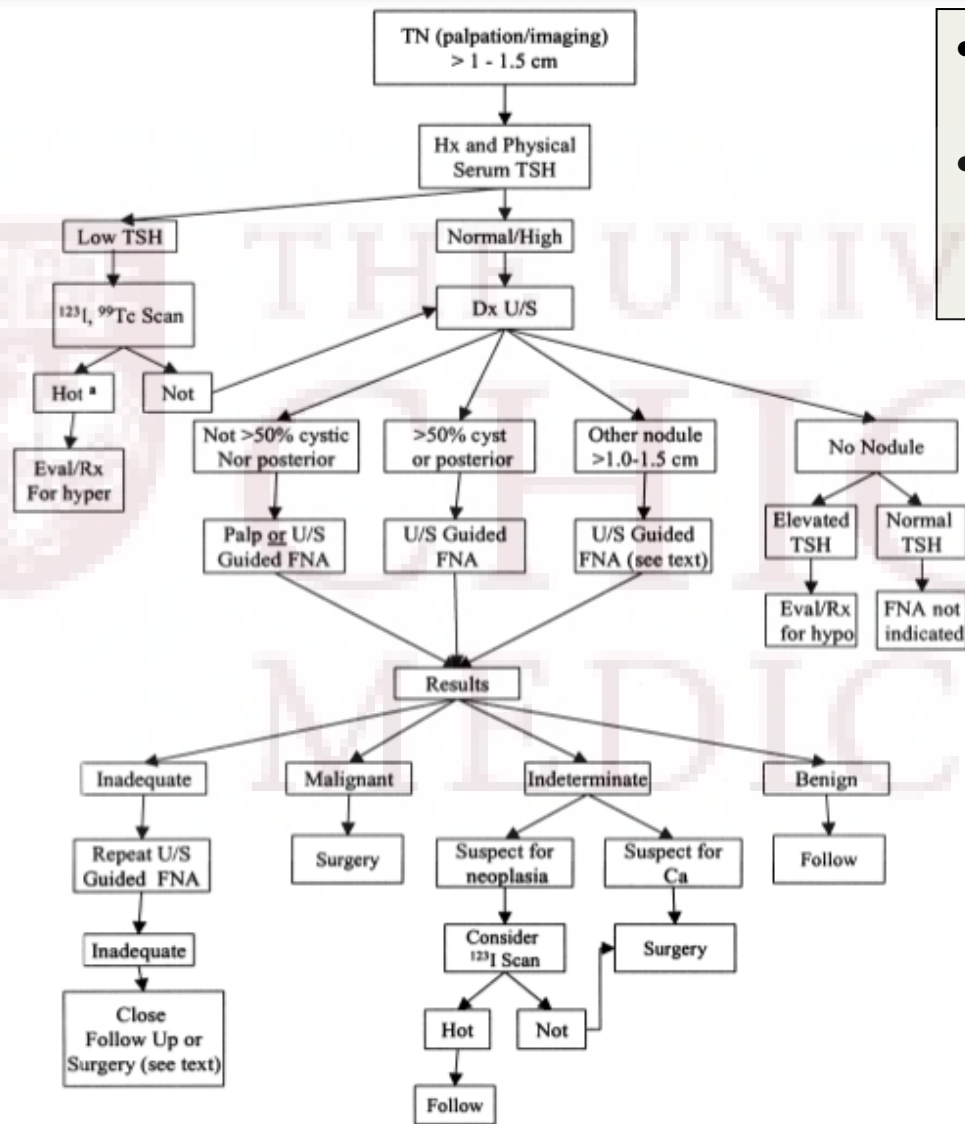 TN (palpation/imaging)
> 1 - 1.5 cm
Hx and Physical
Serum TSH
Low TSH
Normal/High
¹²³I, ⁹⁹Tc Scan
Dx U/S
Hot ª
Not
Eval/Rx
For hyper
Not >50% cystic
Nor posterior
>50% cyst
or posterior
Other nodule
>1.0-1.5 cm
No Nodule
Palp or U/S
Guided FNA
U/S Guided
FNA
U/S Guided
FNA (see text)
Elevated
TSH
Normal
TSH
Eval/Rx
for hypo
FNA not
indicated
Results
Inadequate
Malignant
Indeterminate
Benign
Repeat U/S
Guided FNA
Surgery
Suspect for
neoplasia
Suspect for
Ca
Follow
Inadequate
Consider
¹²³I Scan
Surgery
Close
Follow Up or
Surgery (see text)
Hot
Not
Follow
THE UNIV
CHIC
MEDIC